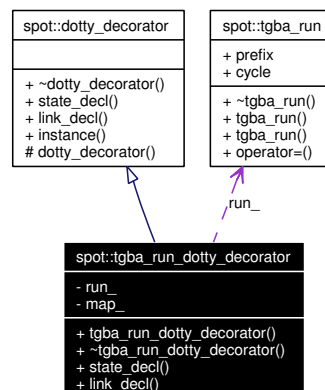 spot::dotty_decorator
+ ~dotty_decorator()
+ state_decl()
+ link_decl()
+ instance()
# dotty_decorator()
spot::tgba_run
+ prefix
+ cycle
+ ~tgba_run()
+ tgba_run()
+ tgba_run()
+ operator=()
run_
spot::tgba_run_dotty_decorator
- run_
- map_
+ tgba_run_dotty_decorator()
+ ~tgba_run_dotty_decorator()
+ state_decl()
+ link_decl()